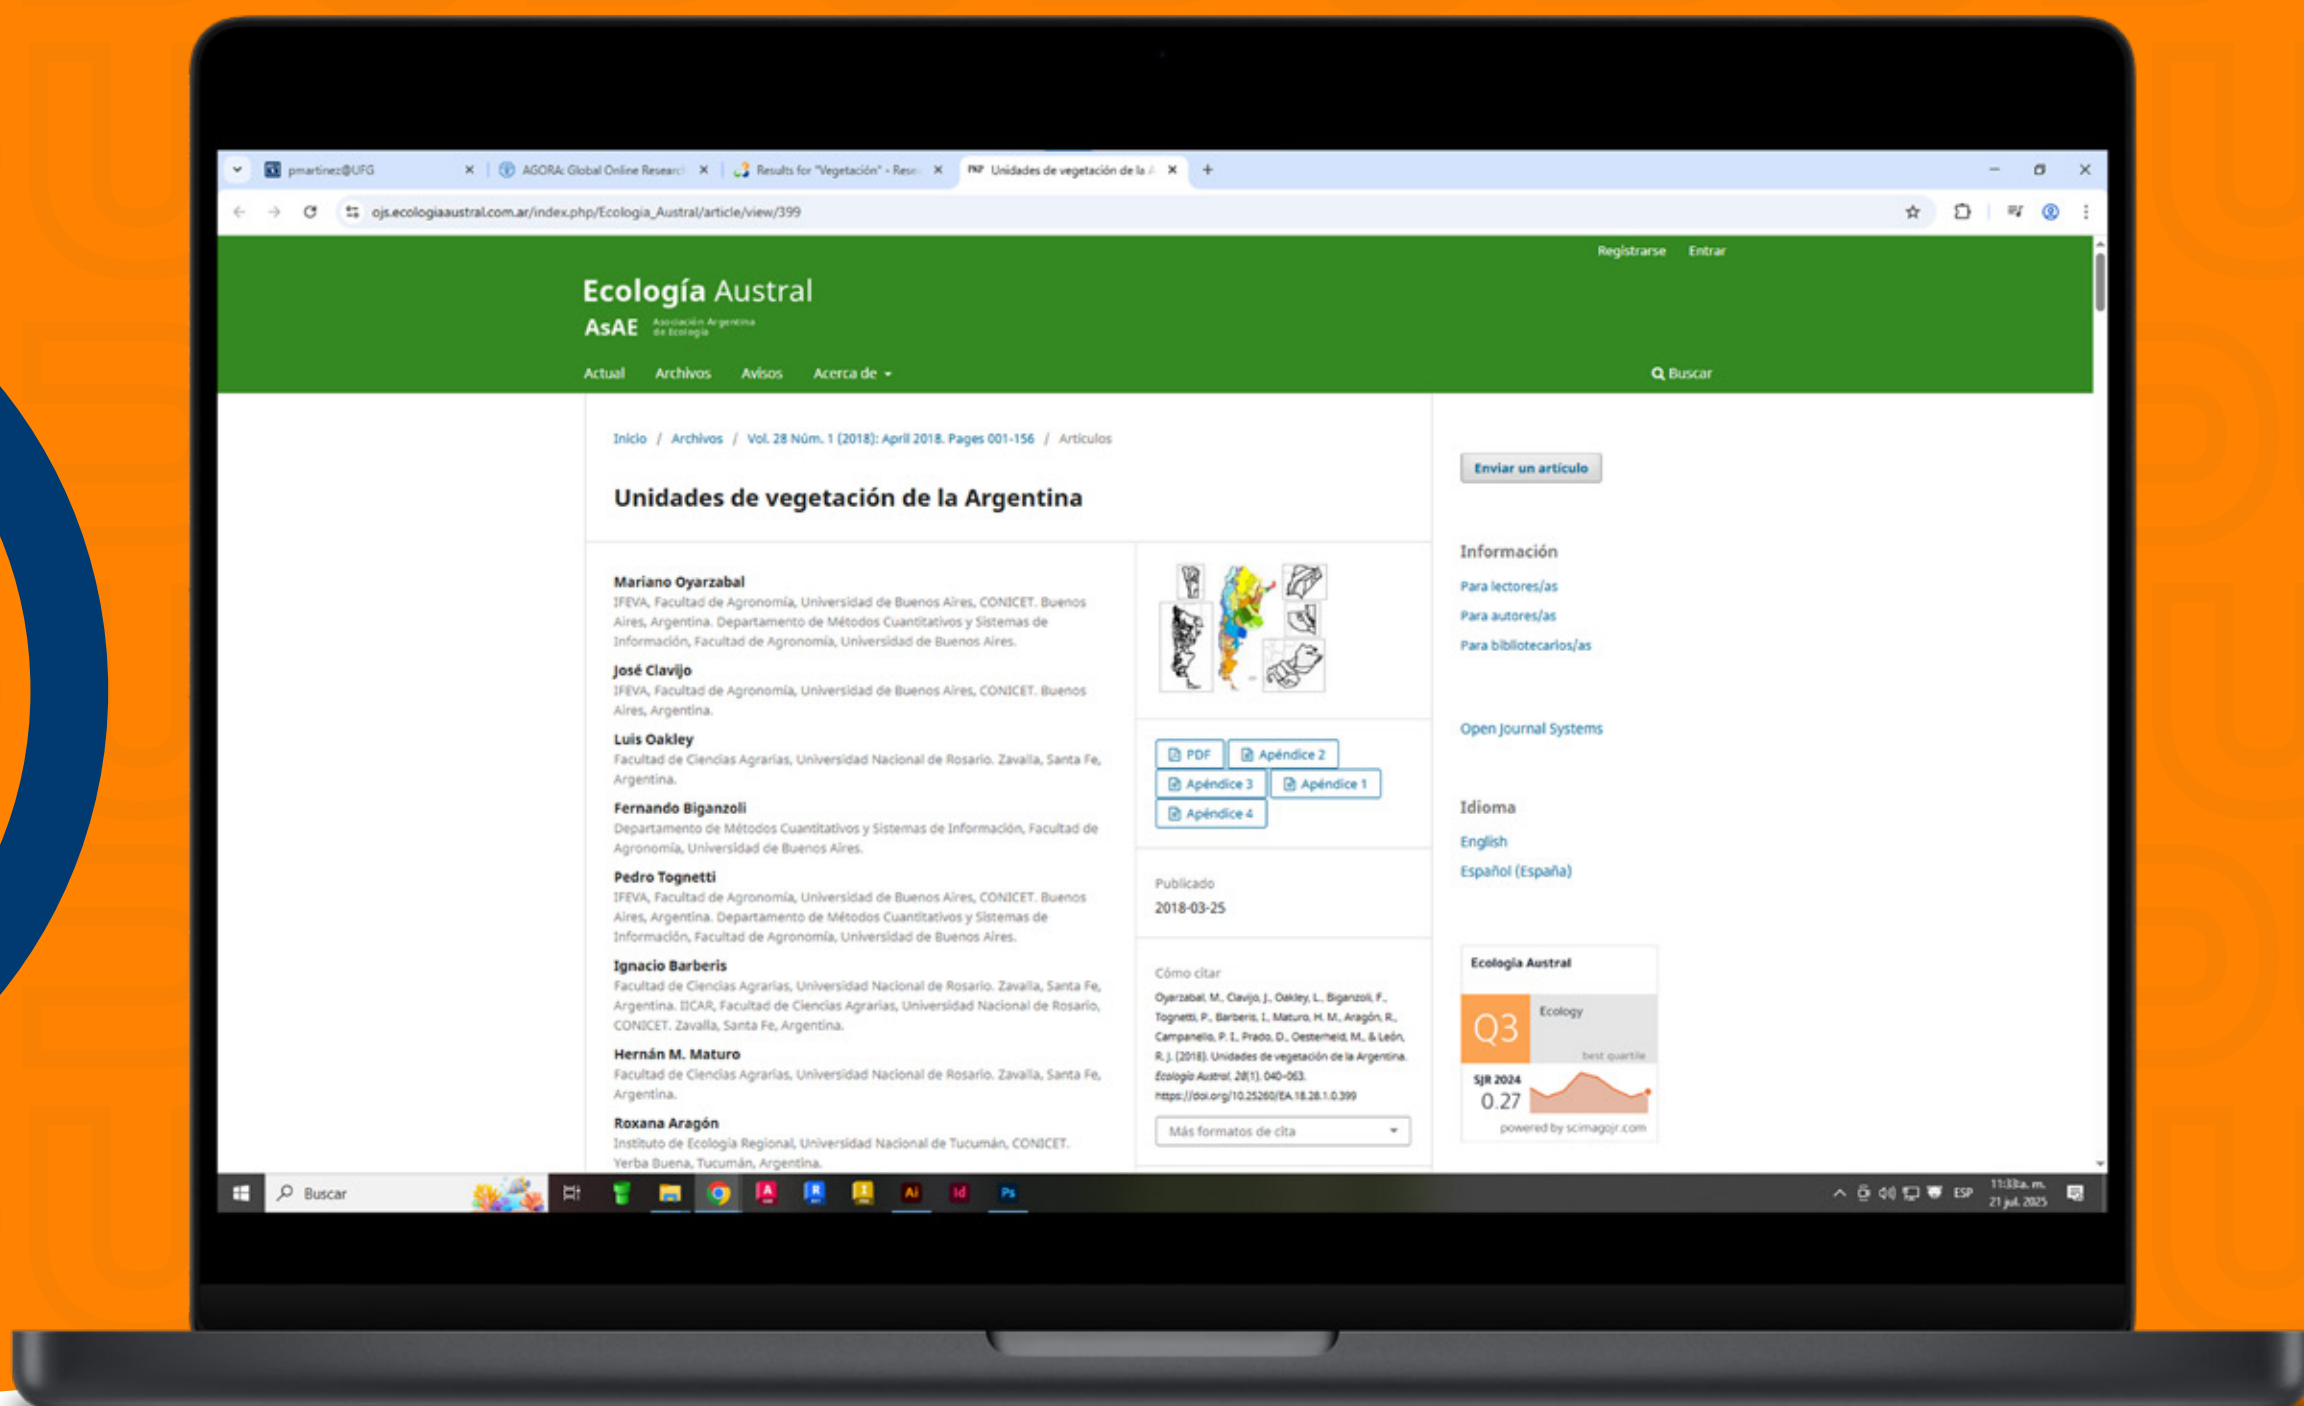 pmartinez@UFG
AGORA: Global Online Researc
Results for "Vegetación" - Rese
PKP Unidades de vegetación de la A
ojs.ecologiaaustral.com.ar/index.php/Ecologia_Austral/article/view/399
Registrarse Entrar
Ecología Austral
AsAE Asociación Argentina
de Ecología
Actual Archivos Avisos Acerca de
Buscar
Inicio / Archivos / Vol. 28 Núm. 1 (2018): April 2018. Pages 001-156 / Artículos
Unidades de vegetación de la Argentina
Mariano Oyarzabal
IFEVA, Facultad de Agronomía, Universidad de Buenos Aires, CONICET. Buenos
Aires, Argentina. Departamento de Métodos Cuantitativos y Sistemas de
Información, Facultad de Agronomía, Universidad de Buenos Aires.
José Clavijo
IFEVA, Facultad de Agronomía, Universidad de Buenos Aires, CONICET. Buenos
Aires, Argentina.
Luis Oakley
Facultad de Ciencias Agrarias, Universidad Nacional de Rosario. Zavalla, Santa Fe,
Argentina.
Fernando Biganzoli
Departamento de Métodos Cuantitativos y Sistemas de Información, Facultad de
Agronomía, Universidad de Buenos Aires.
Pedro Tognetti
IFEVA, Facultad de Agronomía, Universidad de Buenos Aires, CONICET. Buenos
Aires, Argentina. Departamento de Métodos Cuantitativos y Sistemas de
Información, Facultad de Agronomía, Universidad de Buenos Aires.
Ignacio Barberis
Facultad de Ciencias Agrarias, Universidad Nacional de Rosario. Zavalla, Santa Fe,
Argentina. IICAR, Facultad de Ciencias Agrarias, Universidad Nacional de Rosario,
CONICET. Zavalla, Santa Fe, Argentina.
Hernán M. Maturo
Facultad de Ciencias Agrarias, Universidad Nacional de Rosario. Zavalla, Santa Fe,
Argentina.
Roxana Aragón
Instituto de Ecología Regional, Universidad Nacional de Tucumán, CONICET.
Yerba Buena, Tucumán, Argentina.
PDF Apéndice 2
Apéndice 3 Apéndice 1
Apéndice 4
Publicado
2018-03-25
Cómo citar
Oyarzabal, M., Clavijo, J., Oakley, L., Biganzoli, F.,
Tognetti, P., Barberis, I., Maturo, H. M., Aragón, R.,
Campanello, P. I., Prado, D., Oesterheld, M., & León,
R. J. (2018). Unidades de vegetación de la Argentina.
Ecología Austral, 28(1), 040–063.
https://doi.org/10.25260/EA.18.28.1.0.399
Más formatos de cita
Enviar un artículo
Información
Para lectores/as
Para autores/as
Para bibliotecarios/as
Open Journal Systems
Idioma
English
Español (España)
Ecologia Austral
Q3
Ecology
best quartile
SJR 2024
0.27
powered by scimagojr.com
Buscar
A
R
I
Ai
Id
Ps
ESP
11:33 a. m.
21 jul. 2025